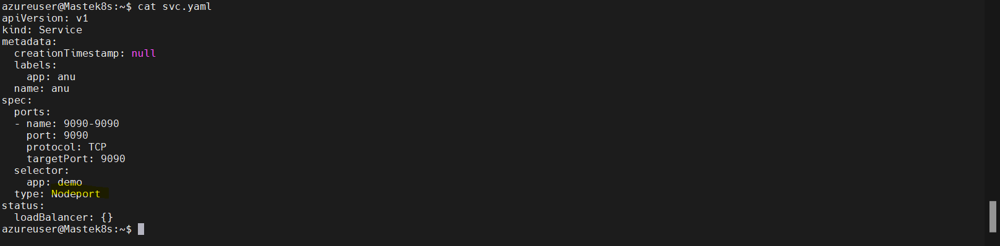 azureuser@Mastek8s:~$ cat svc.yaml
apiVersion: v1
kind: Service
metadata:
  creationTimestamp: null
  labels:
    app: anu
  name: anu
spec:
  ports:
  - name: 9090-9090
    port: 9090
    protocol: TCP
    targetPort: 9090
  selector:
    app: demo
  type: Nodeport
status:
  loadBalancer: {}
azureuser@Mastek8s:~$